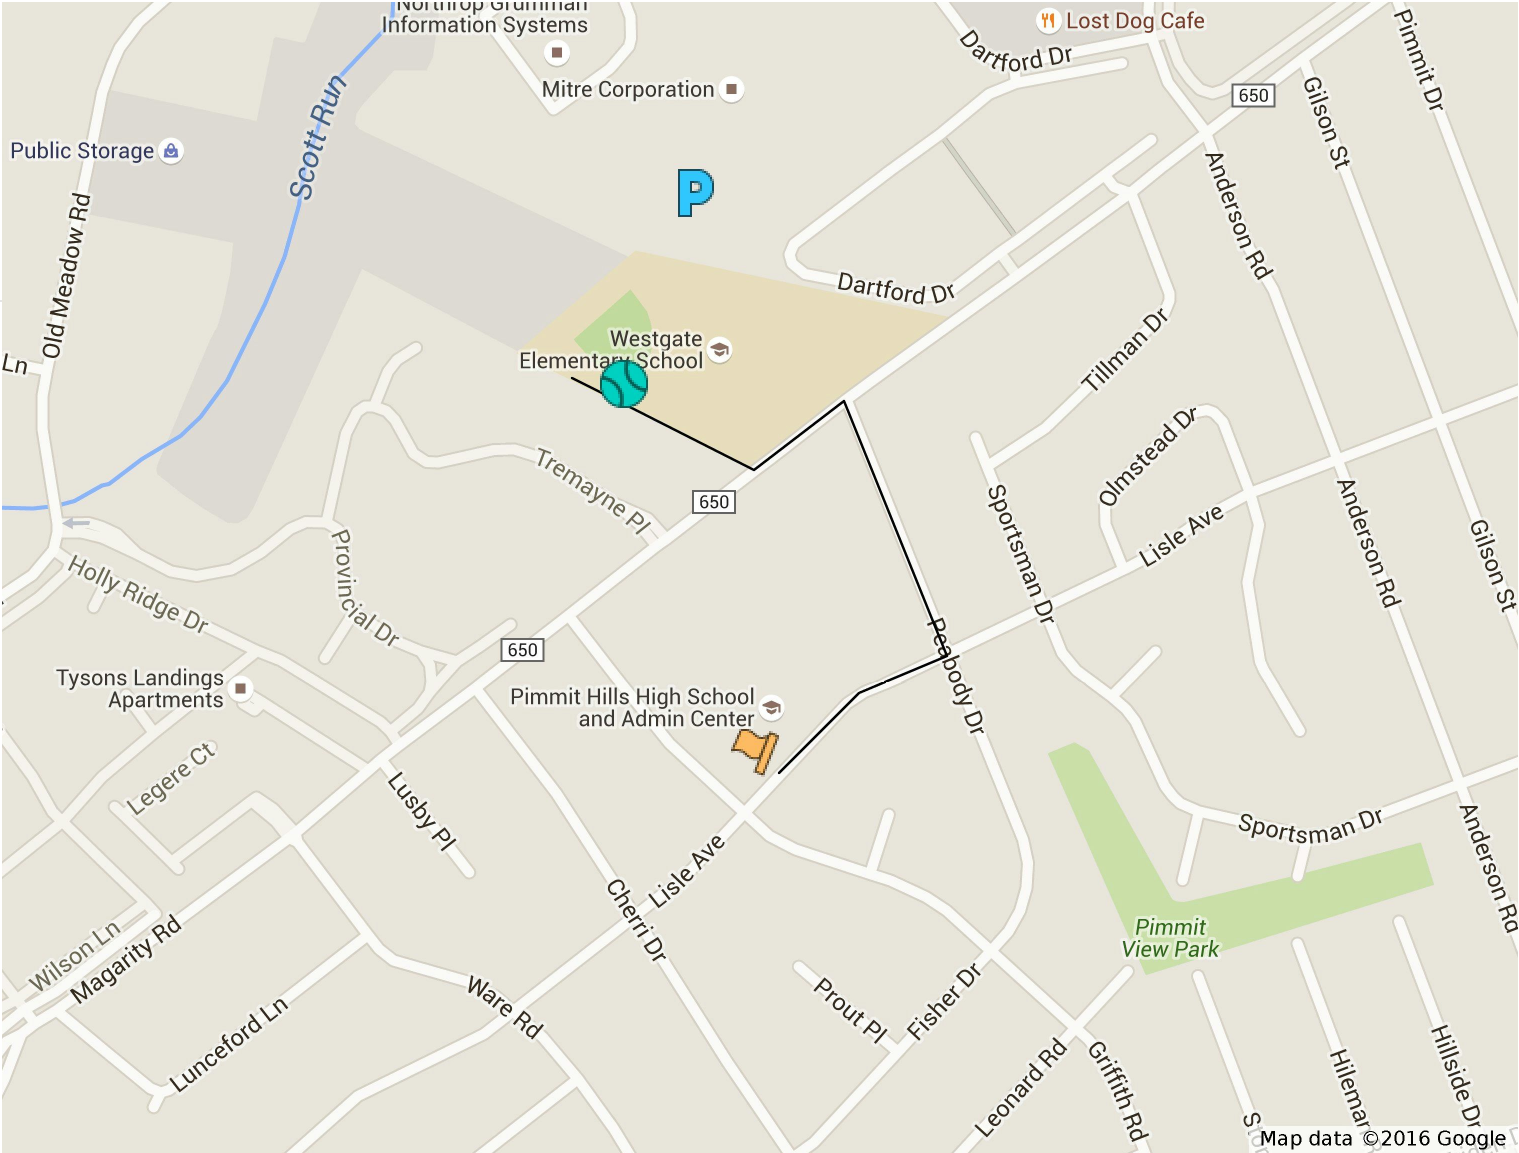 Northrop Grumman
Information Systems
Lost Dog Cafe
Dartford Dr
Pimmit Dr
Mitre Corporation
650
Gilson St
Scott Run
Public Storage
P
Anderson Rd
Old Meadow Rd
Dartford Dr
Westgate
Elementary School
Tillman Dr
Ln
Olmstead Dr
Tremayne Pl
650
Sportsman Dr
Lisle Ave
Anderson Rd
Gilson St
Provincial Dr
Holly Ridge Dr
650
Peabody Dr
Tysons Landings
Apartments
Pimmit Hills High School
and Admin Center
Legere Ct
Lusby Pl
Sportsman Dr
Anderson Rd
Lisle Ave
Cherri Dr
Pimmit
View Park
Wilson Ln
Magarity Rd
Ware Rd
Prout Pl
Fisher Dr
Lunceford Ln
Leonard Rd
Griffith Rd
Hillside Dr
Map data ©2016 Google